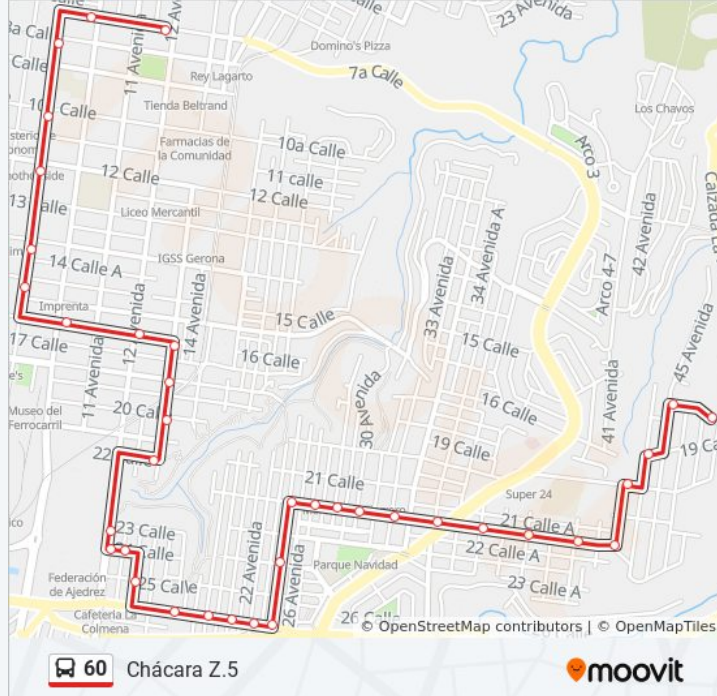 23 Avenida
12 Av
Domino's Pizza
Calle
11 Avenida
Rey Lagarto
7a Calle
Calle
Tienda Beltrand
Los Chavos
10 Calle
Farmacias de
la Comunidad
10a Calle
Arco 3
11 calle
12 Calle
12 Calle
Liceo Mercantil
42 Avenida
34 Avenida A
IGSS Gerona
14 Calle A
33 Avenida
Arco 4-7
Imprenta
14 Avenida
15 Calle
45 Avenida
17 Calle
11 Avenida
16 Calle
15 Calle
16 Calle
30 Avenida
41 Avenida
Museo del
Ferrocarril
19 Calle
21 Calle
Super 24
23 Calle
21 Calle A
22 Avenida
22 Calle A
Parque Navidad
Federación
de Ajedrez
25 Calle
26 Avenida
23 Calle A
Cafetería La
Colmena
© OpenStreetMap contributors | © OpenMapTiles
60 Chácara Z.5
moovit